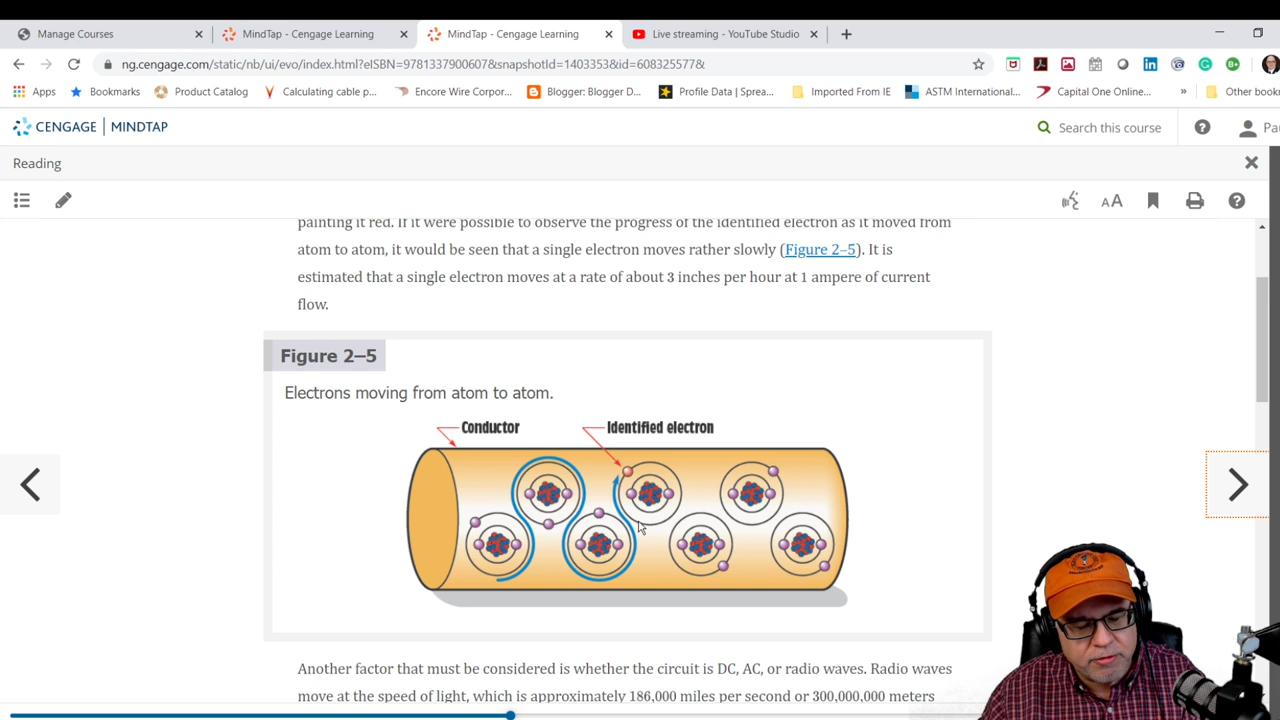 Manage Courses
MindTap - Cengage Learning
MindTap - Cengage Learning
Live streaming - YouTube Studio
ng.cengage.com/static/nb/ui/evo/index.html?eISBN=9781337900607&snapshotId=1403353&id=6083255778&
Apps
Bookmarks
Product Catalog
Calculating cable p...
Encore Wire Corpor...
Blogger: Blogger D...
Profile Data | Sprea...
Imported From IE
ASTM International...
Capital One Online...
»
Other book
CENGAGE | MINDTAP
Search this course
Pa
Reading
AA
painting it red. If it were possible to observe the progress of the identified electron as it moved from
atom to atom, it would be seen that a single electron moves rather slowly (Figure 2–5). It is
estimated that a single electron moves at a rate of about 3 inches per hour at 1 ampere of current
flow.
Figure 2–5
Electrons moving from atom to atom.
Conductor
Identified electron
Another factor that must be considered is whether the circuit is DC, AC, or radio waves. Radio waves
move at the speed of light, which is approximately 186,000 miles per second or 300,000,000 meters